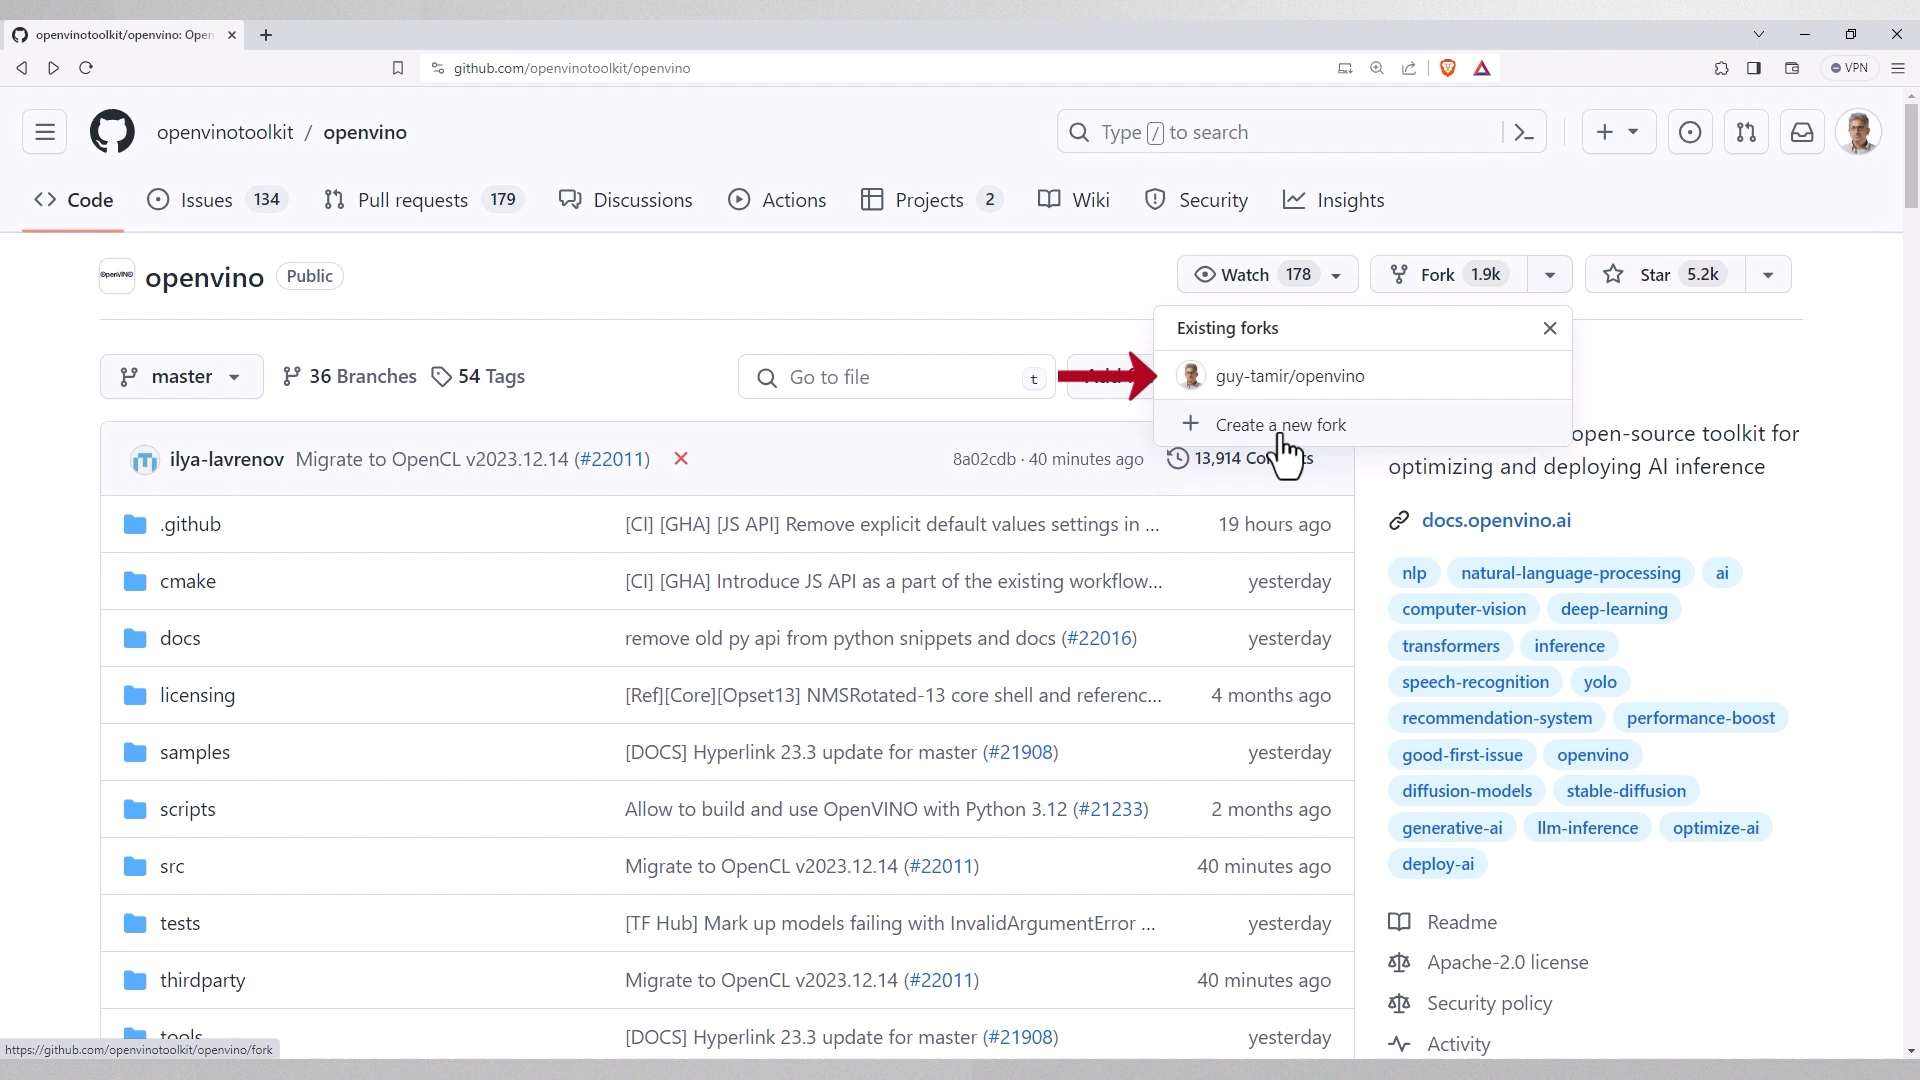 openvinotoolkit/openvino: Open
github.com/openvinotoolkit/openvino
VPN
openvinotoolkit / openvino
Type / to search
Code
Issues 134
Pull requests 179
Discussions
Actions
Projects 2
Wiki
Security
Insights
OpenVINO
openvino Public
Watch 178
Fork 1.9k
Star 5.2k
Existing forks
guy-tamir/openvino
Create a new fork
master
36 Branches
54 Tags
Go to file t
Add
open-source toolkit for
optimizing and deploying AI inference
ilya-lavrenov Migrate to OpenCL v2023.12.14 (#22011)
8a02cdb · 40 minutes ago
13,914
.github [CI] [GHA] [JS API] Remove explicit default values settings in ... 19 hours ago
cmake [CI] [GHA] Introduce JS API as a part of the existing workflow... yesterday
docs remove old py api from python snippets and docs (#22016) yesterday
licensing [Ref][Core][Opset13] NMSRotated-13 core shell and referenc... 4 months ago
samples [DOCS] Hyperlink 23.3 update for master (#21908) yesterday
scripts Allow to build and use OpenVINO with Python 3.12 (#21233) 2 months ago
src Migrate to OpenCL v2023.12.14 (#22011) 40 minutes ago
tests [TF Hub] Mark up models failing with InvalidArgumentError ... yesterday
thirdparty Migrate to OpenCL v2023.12.14 (#22011) 40 minutes ago
tools [DOCS] Hyperlink 23.3 update for master (#21908) yesterday
docs.openvino.ai
nlp natural-language-processing ai
computer-vision deep-learning
transformers inference
speech-recognition yolo
recommendation-system performance-boost
good-first-issue openvino
diffusion-models stable-diffusion
generative-ai llm-inference optimize-ai
deploy-ai
Readme
Apache-2.0 license
Security policy
Activity
https://github.com/openvinotoolkit/openvino/fork